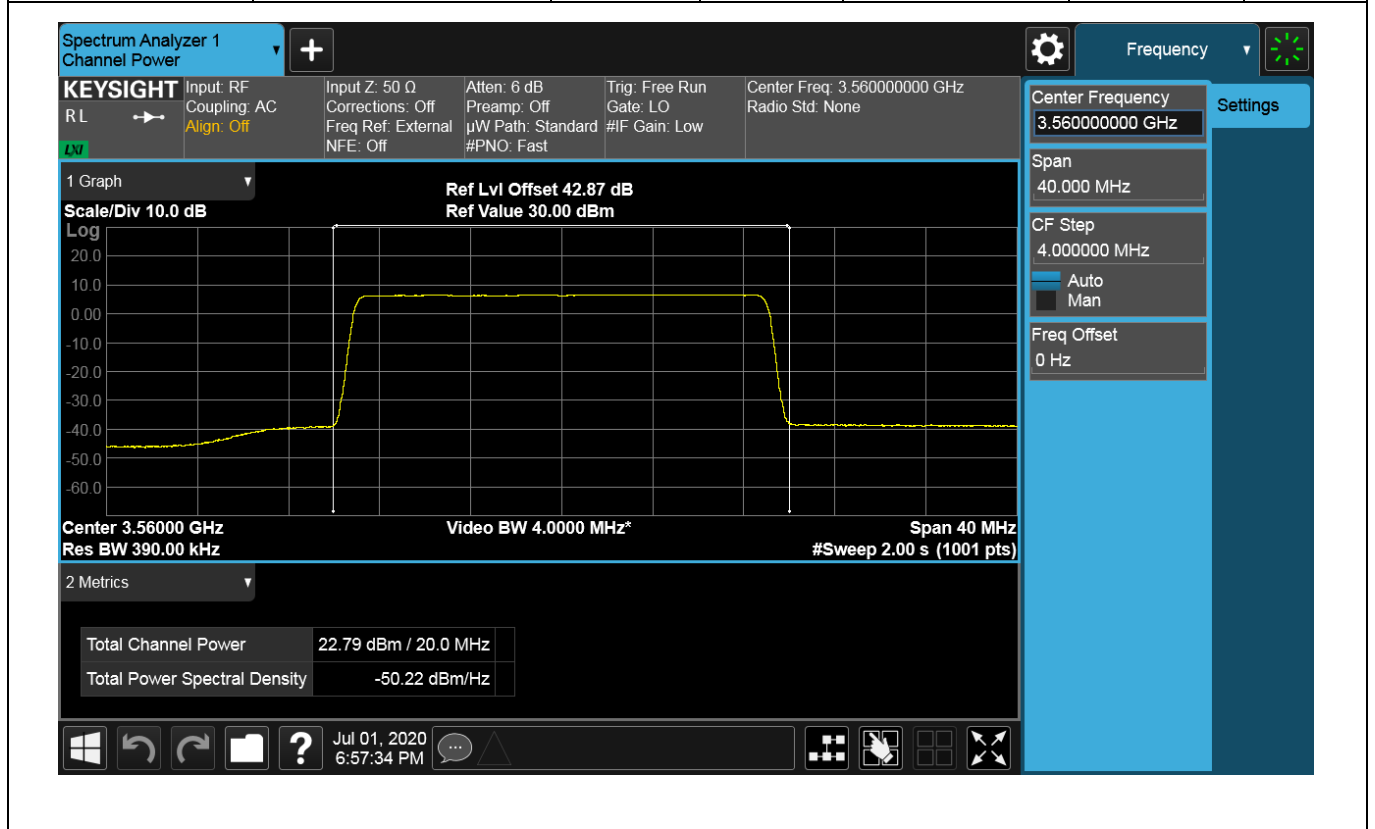 Spectrum Analyzer 1
Channel Power
Frequency
KEYSIGHT
RL
LXI
Input: RF
Coupling: AC
Align: Off
Input Z: 50 Ω
Corrections: Off
Freq Ref: External
NFE: Off
Atten: 6 dB
Preamp: Off
µW Path: Standard
#PNO: Fast
Trig: Free Run
Gate: LO
#IF Gain: Low
Center Freq: 3.560000000 GHz
Radio Std: None
Center Frequency
3.560000000 GHz
Settings
Span
40.000 MHz
CF Step
4.000000 MHz
Auto
Man
Freq Offset
0 Hz
1 Graph
Ref Lvl Offset 42.87 dB
Scale/Div 10.0 dB
Ref Value 30.00 dBm
Log
20.0
10.0
0.00
-10.0
-20.0
-30.0
-40.0
-50.0
-60.0
Center 3.56000 GHz
Video BW 4.0000 MHz*
Span 40 MHz
Res BW 390.00 kHz
#Sweep 2.00 s (1001 pts)
2 Metrics
Total Channel Power 22.79 dBm / 20.0 MHz
Total Power Spectral Density -50.22 dBm/Hz
?
Jul 01, 2020
6:57:34 PM